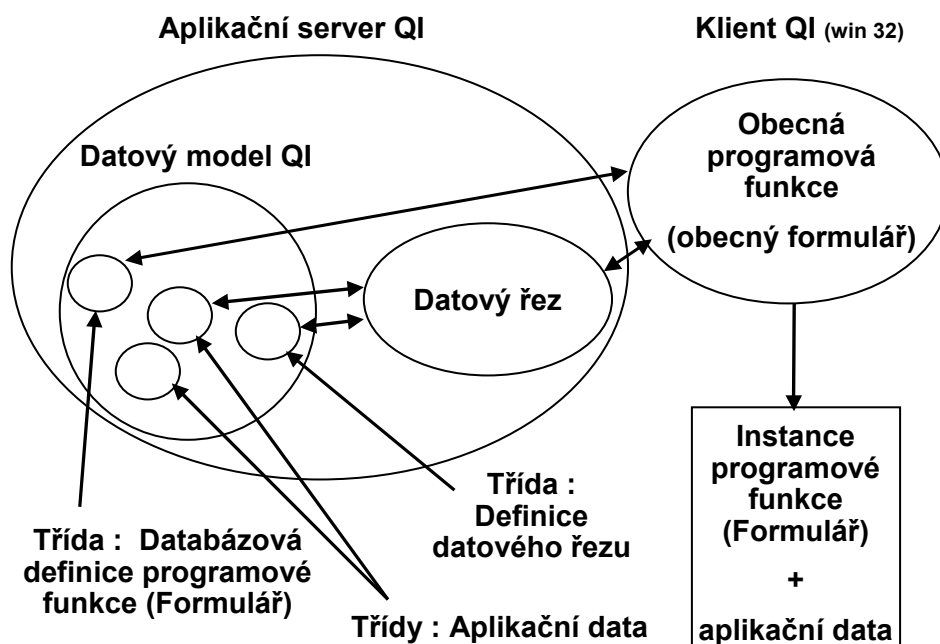 Aplikační server QI
Klient QI (win 32)
Datový model QI
Obecná
programová
funkce
(obecný formulář)
Datový řez
Instance
programové
funkce
(Formulář)
+
aplikační data
Třída :
Definice
datového řezu
Třída : Databázová
definice programové
funkce (Formulář)
Třídy : Aplikační data